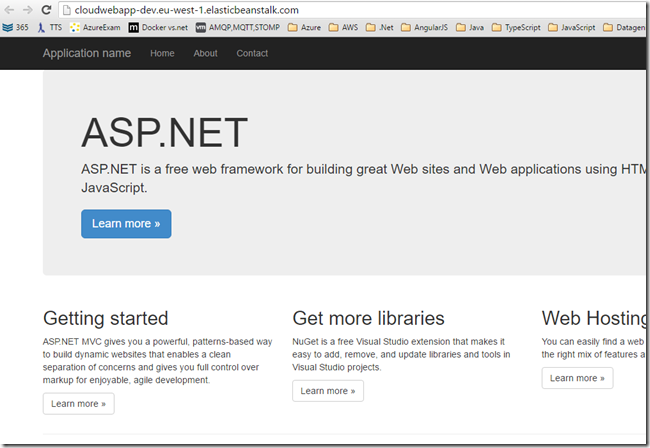 cloudwebapp-dev.eu-west-1.elasticbeanstalk.com
365 TTS AzureExam Docker vs.net AMQP,MQTT,STOMP Azure AWS .Net AngularJS Java TypeScript JavaScript Datagen
Application name Home About Contact
ASP.NET
ASP.NET is a free web framework for building great Web sites and Web applications using HTM
JavaScript.
Learn more »
Getting started Get more libraries Web Hosting
ASP.NET MVC gives you a powerful, patterns-based way NuGet is a free Visual Studio extension that makes it You can easily find a web
to build dynamic websites that enables a clean easy to add, remove, and update libraries and tools in the right mix of features a
separation of concerns and gives you full control over Visual Studio projects.
markup for enjoyable, agile development.
Learn more » Learn more » Learn more »